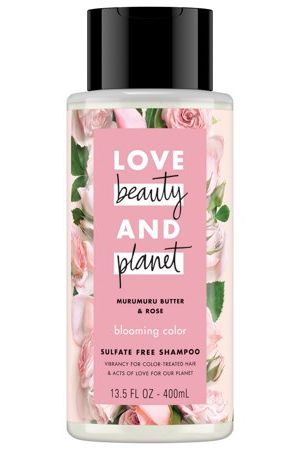 LOVE
beauty
AND
planet
MURUMURU BUTTER
& ROSE
blooming color
SULFATE FREE SHAMPOO
VIBRANCY FOR COLOR-TREATED HAIR
& ACTS OF LOVE FOR OUR PLANET
13.5 FL OZ - 400mL